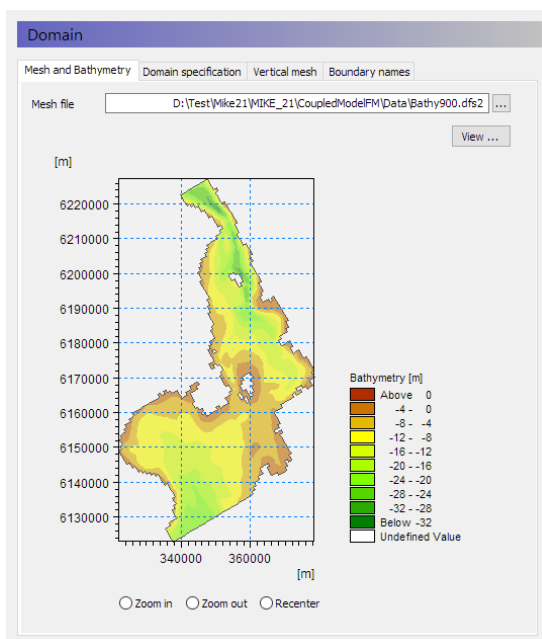 Domain
Mesh and Bathymetry Domain specification Vertical mesh Boundary names
Mesh file D:\Test\Mike21\MIKE_21\CoupledModelFM\Data\Bathy900.dfs2 ...
View ...
[m]
6220000
6210000
6200000
6190000
6180000
6170000
6160000
6150000
6140000
6130000
340000 360000
[m]
Bathymetry [m]
Above 0
-4 - 0
-8 - -4
-12 - -8
-16 - -12
-20 - -16
-24 - -20
-28 - -24
-32 - -28
Below -32
Undefined Value
Zoom in Zoom out Recenter